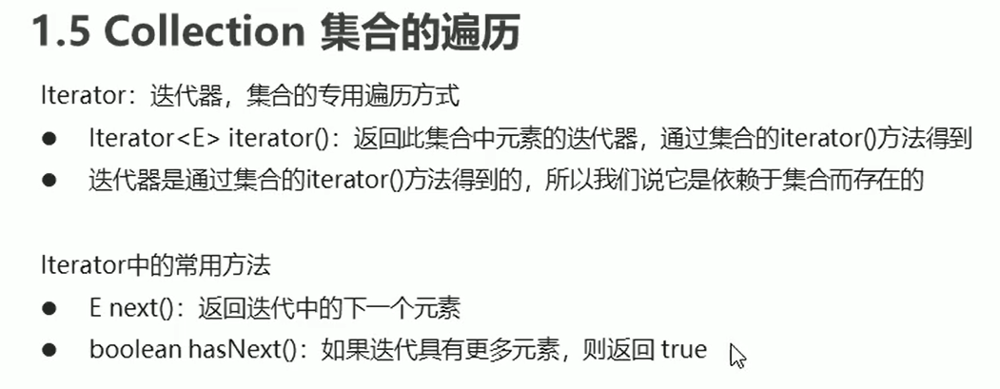 1.5 Collection 集合的遍历
Iterator：迭代器，集合的专用遍历方式
● Iterator<E> iterator()：返回此集合中元素的迭代器，通过集合的iterator()方法得到
● 迭代器是通过集合的iterator()方法得到的，所以我们说它是依赖于集合而存在的
Iterator中的常用方法
● E next()：返回迭代中的下一个元素
● boolean hasNext()：如果迭代具有更多元素，则返回 true